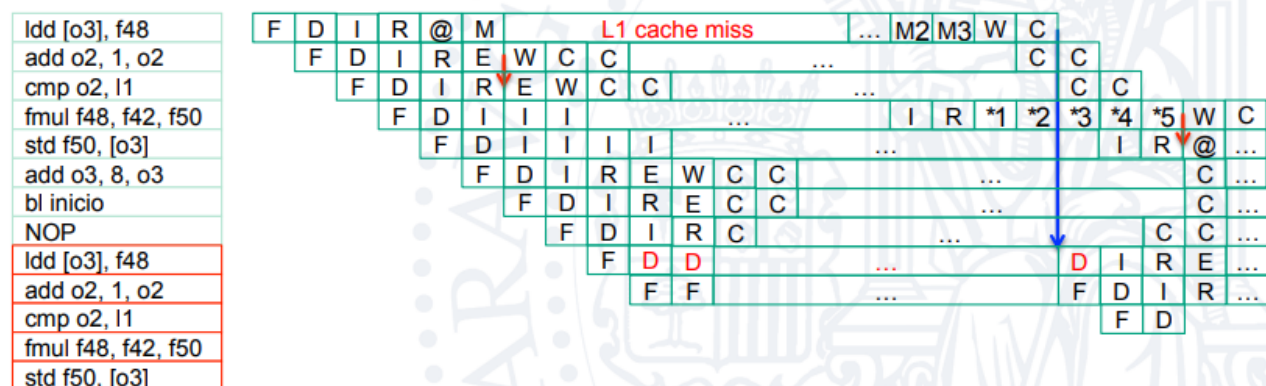 ldd [o3], f48 F D I R @ M L1 cache miss ... M2 M3 W C
add o2, 1, o2 F D I R E W C C ... C C
cmp o2, l1 F D I R E W C C ... C C
fmul f48, f42, f50 F D I I I ... I R *1 *2 *3 *4 *5 W C
std f50, [o3] F D I I I I ... I R @ ...
add o3, 8, o3 F D I R E W C C ... C ...
bl inicio F D I R E C C ... C ...
NOP F D I R C ... C C ...
ldd [o3], f48 F D D ... D I R E ...
add o2, 1, o2 F F ... F D I R ...
cmp o2, l1 F D
fmul f48, f42, f50
std f50, [o3]